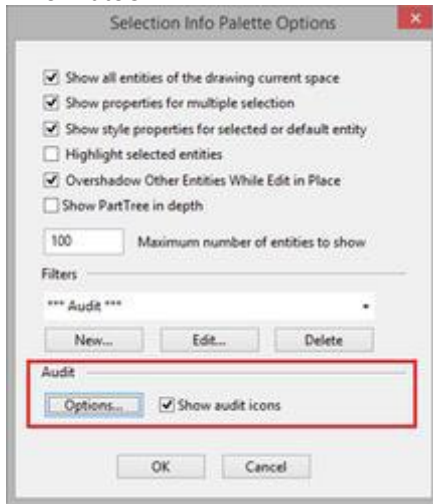 Selection Info Palette Options
Show all entities of the drawing current space
Show properties for multiple selection
Show style properties for selected or default entity
Highlight selected entities
Overshadow Other Entities While Edit in Place
Show PartTree in depth
100 Maximum number of entities to show
Filters
*** Audit ***
New... Edit... Delete
Audit
Options... Show audit icons
OK Cancel